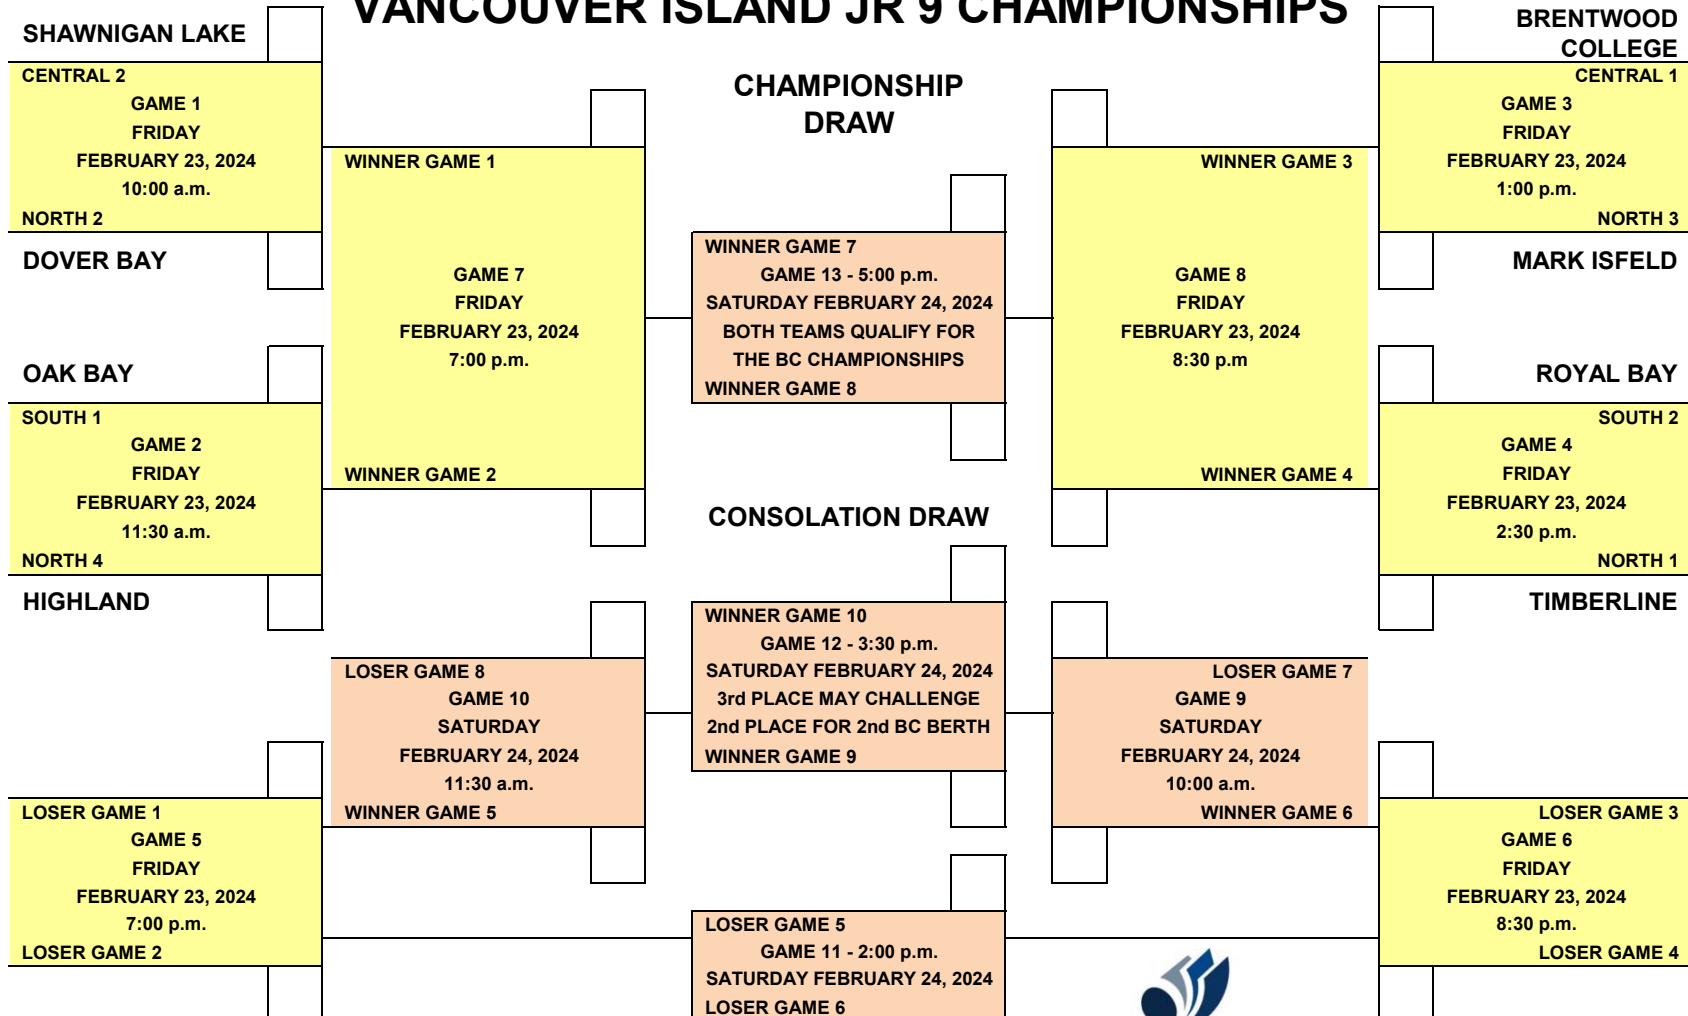 VANCOUVER ISLAND JR 9 CHAMPIONSHIPS
SHAWNIGAN LAKE
CENTRAL 2
GAME 1
FRIDAY
FEBRUARY 23, 2024
10:00 a.m.
NORTH 2
DOVER BAY
OAK BAY
SOUTH 1
GAME 2
FRIDAY
FEBRUARY 23, 2024
11:30 a.m.
NORTH 4
HIGHLAND
LOSER GAME 1
GAME 5
FRIDAY
FEBRUARY 23, 2024
7:00 p.m.
LOSER GAME 2
WINNER GAME 1
GAME 7
FRIDAY
FEBRUARY 23, 2024
7:00 p.m.
WINNER GAME 2
LOSER GAME 8
GAME 10
SATURDAY
FEBRUARY 24, 2024
11:30 a.m.
WINNER GAME 5
CHAMPIONSHIP
DRAW
WINNER GAME 7
GAME 13 - 5:00 p.m.
SATURDAY FEBRUARY 24, 2024
BOTH TEAMS QUALIFY FOR
THE BC CHAMPIONSHIPS
WINNER GAME 8
CONSOLATION DRAW
WINNER GAME 10
GAME 12 - 3:30 p.m.
SATURDAY FEBRUARY 24, 2024
3rd PLACE MAY CHALLENGE
2nd PLACE FOR 2nd BC BERTH
WINNER GAME 9
LOSER GAME 5
GAME 11 - 2:00 p.m.
SATURDAY FEBRUARY 24, 2024
LOSER GAME 6
WINNER GAME 3
GAME 8
FRIDAY
FEBRUARY 23, 2024
8:30 p.m
WINNER GAME 4
LOSER GAME 7
GAME 9
SATURDAY
FEBRUARY 24, 2024
10:00 a.m.
WINNER GAME 6
BRENTWOOD
COLLEGE
CENTRAL 1
GAME 3
FRIDAY
FEBRUARY 23, 2024
1:00 p.m.
NORTH 3
MARK ISFELD
ROYAL BAY
SOUTH 2
GAME 4
FRIDAY
FEBRUARY 23, 2024
2:30 p.m.
NORTH 1
TIMBERLINE
LOSER GAME 3
GAME 6
FRIDAY
FEBRUARY 23, 2024
8:30 p.m.
LOSER GAME 4